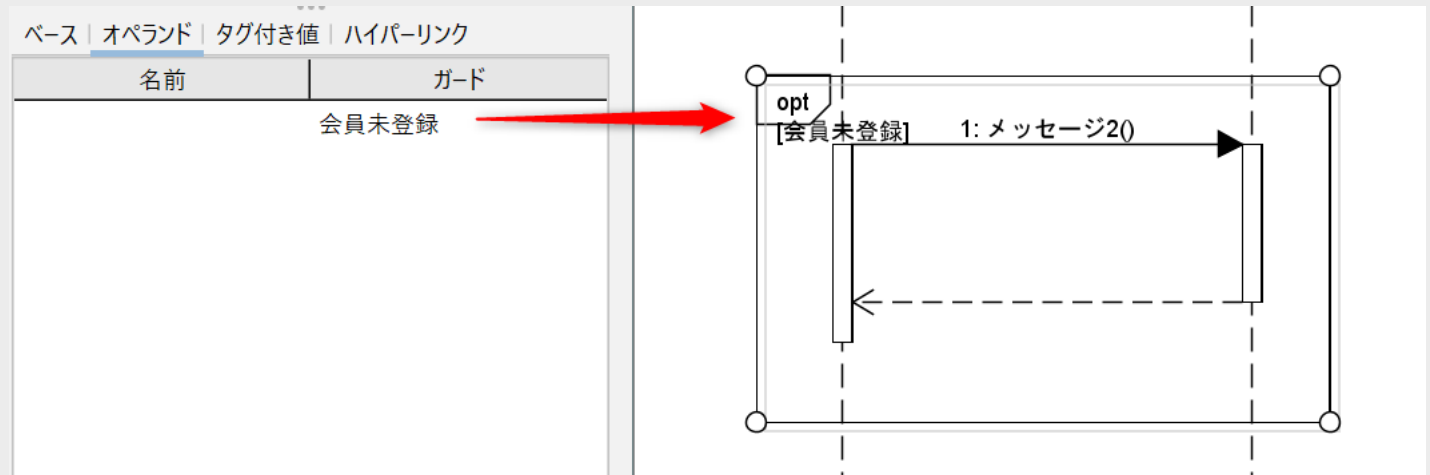 ベース オペランド タグ付き値 ハイパーリンク
名前 ガード
会員未登録
opt
[会員未登録]
1: メッセージ2()